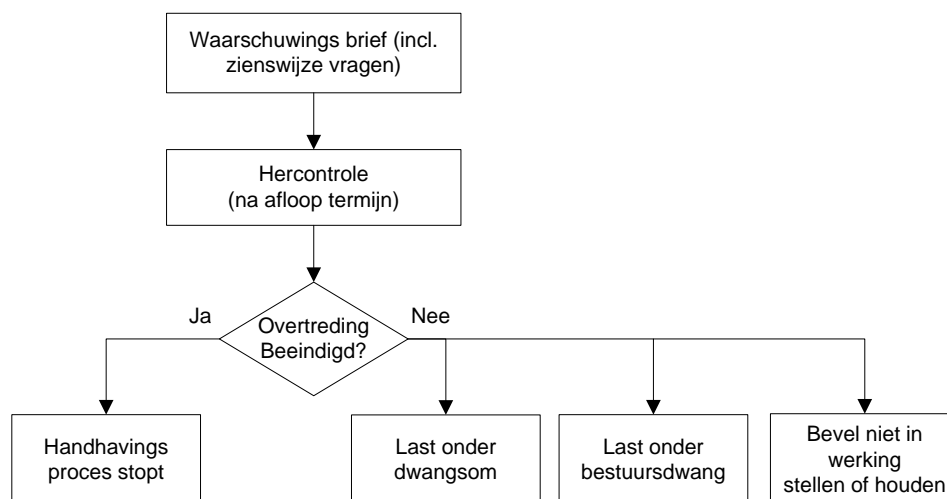 Waarschuwings brief (incl.
zienswijze vragen)
Hercontrole
(na afloop termijn)
Ja
Overtreding
Beeindigd?
Nee
Handhavings
proces stopt
Last onder
dwangsom
Last onder
bestuursdwang
Bevel niet in
werking
stellen of houden